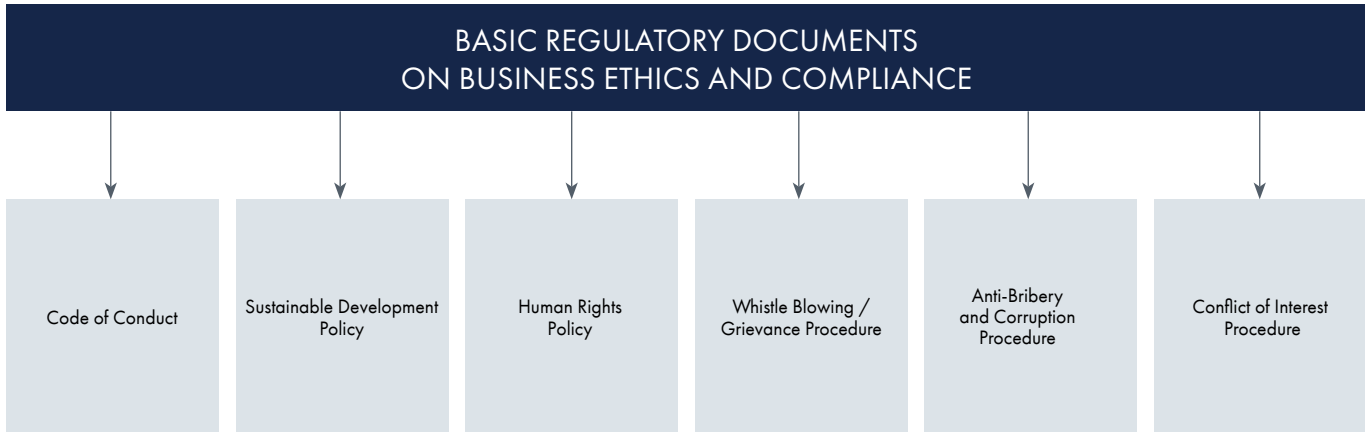 BASIC REGULATORY DOCUMENTS
ON BUSINESS ETHICS AND COMPLIANCE
Code of Conduct
Sustainable Development
Policy
Human Rights
Policy
Whistle Blowing /
Grievance Procedure
Anti-Bribery
and Corruption
Procedure
Conflict of Interest
Procedure